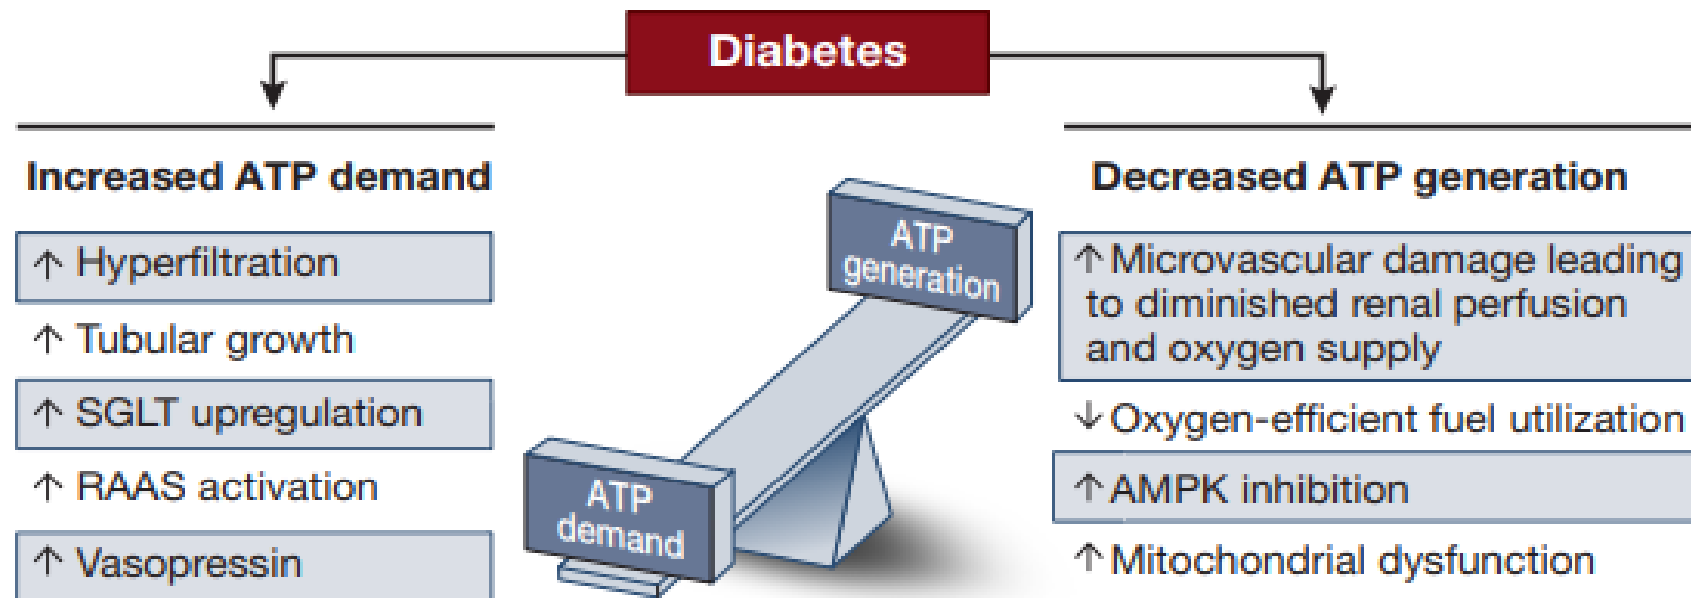 Diabetes
Increased ATP demand
↑ Hyperfiltration
↑ Tubular growth
↑ SGLT upregulation
↑ RAAS activation
↑ Vasopressin
ATP
generation
ATP
demand
Decreased ATP generation
↑ Microvascular damage leading
to diminished renal perfusion
and oxygen supply
↓ Oxygen-efficient fuel utilization
↑ AMPK inhibition
↑ Mitochondrial dysfunction